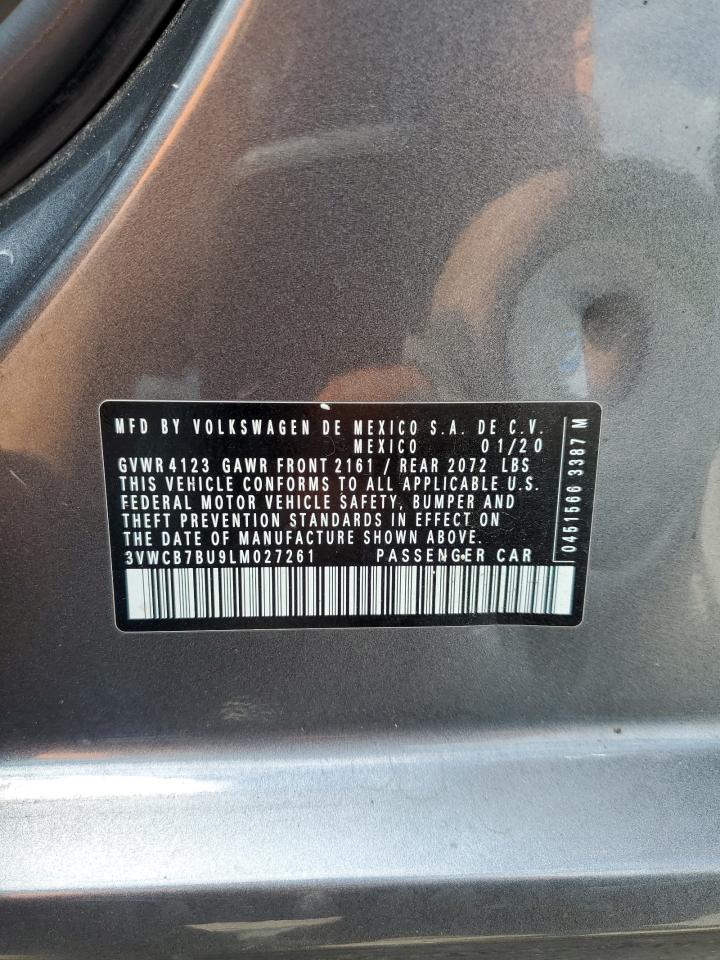 MFD BY VOLKSWAGEN DE MEXICO S.A. DE C.V.
MEXICO 01/20
GVWR 4123 GAWR FRONT 2161 / REAR 2072 LBS
THIS VEHICLE CONFORMS TO ALL APPLICABLE U.S.
FEDERAL MOTOR VEHICLE SAFETY, BUMPER AND
THEFT PREVENTION STANDARDS IN EFFECT ON
THE DATE OF MANUFACTURE SHOWN ABOVE.
3VWCB7BU9LM027261 PASSENGER CAR
0451566 3387 M